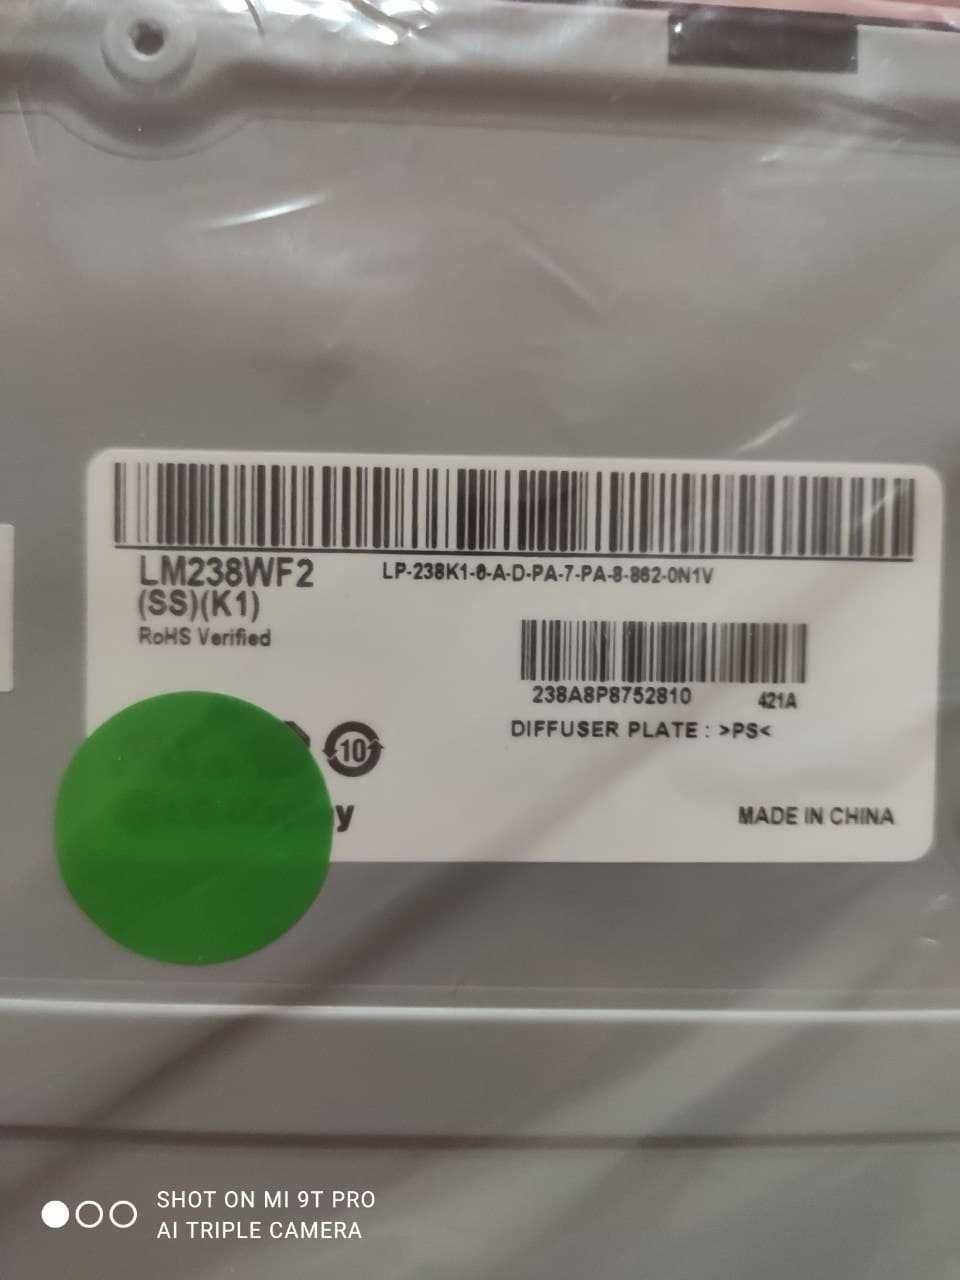 LM238WF2
LP-238K1-6-A-D-PA-7-PA-8-862-0N1V
(SS)(K1)
RoHS Verified
238A8P8752810 421A
DIFFUSER PLATE : >PS<
10
MADE IN CHINA
SHOT ON MI 9T PRO
AI TRIPLE CAMERA